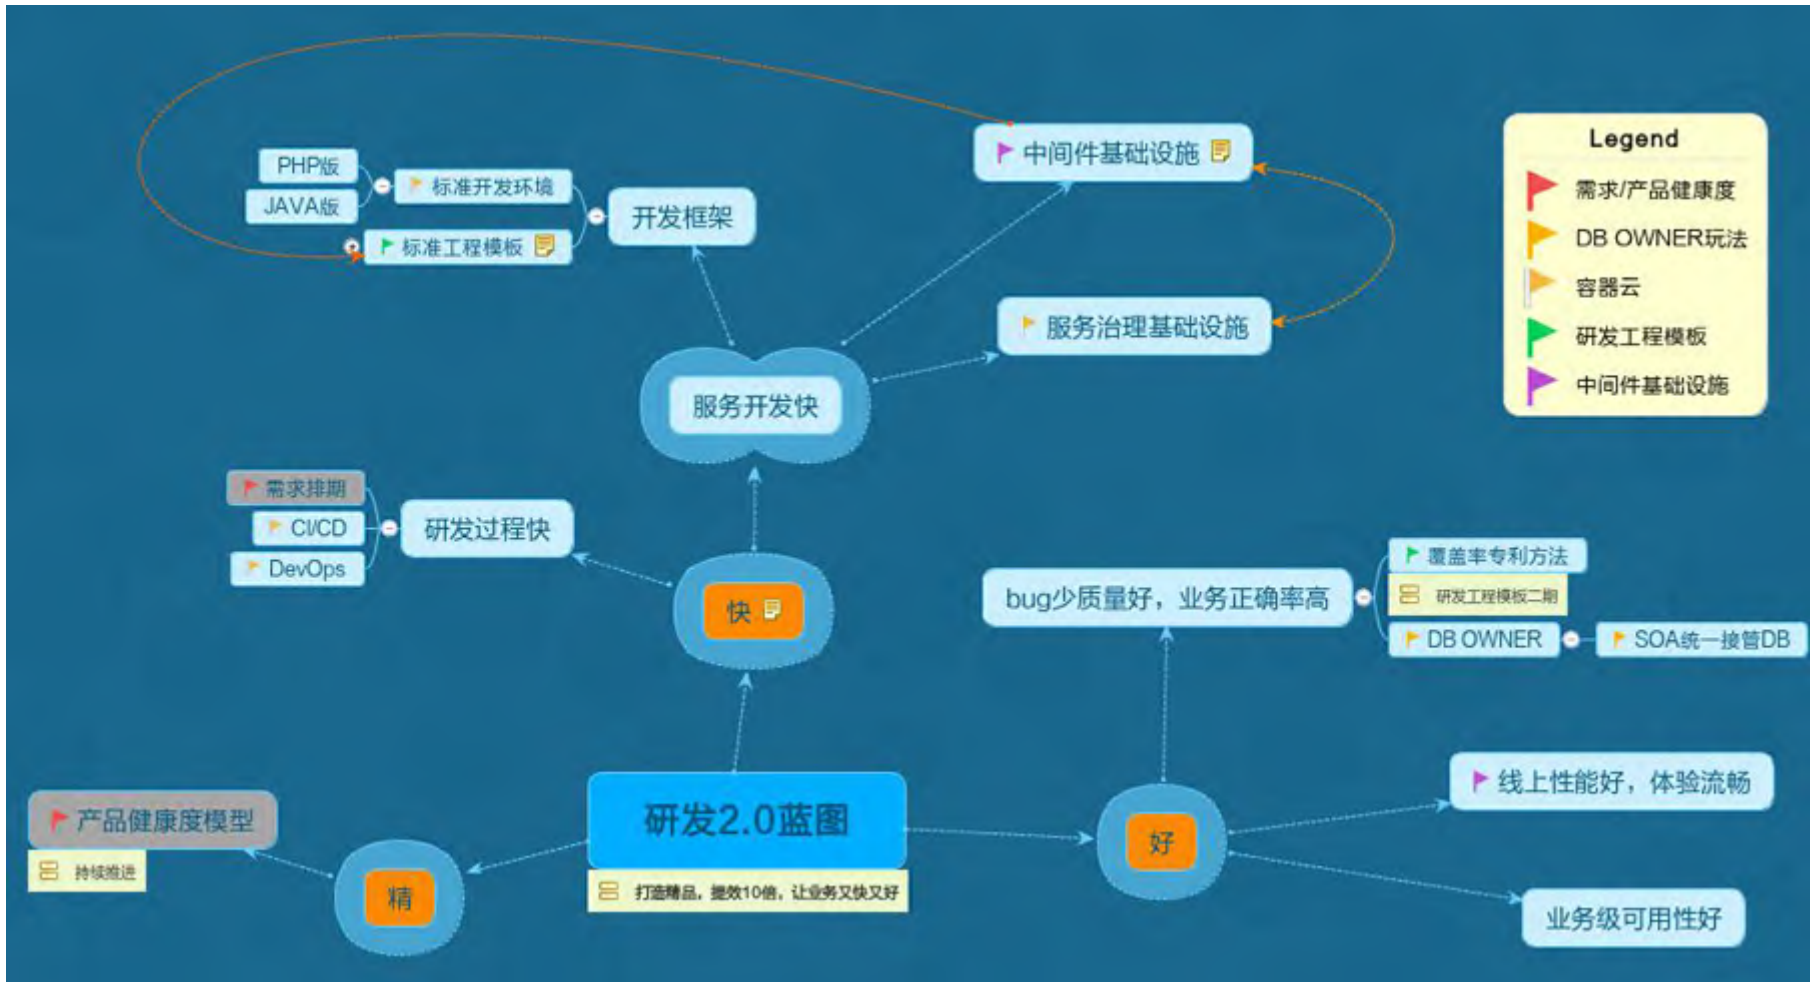 中间件基础设施
Legend
需求/产品健康度
DB OWNER玩法
容器云
研发工程模板
中间件基础设施
PHP版
JAVA版
标准开发环境
标准工程模板
开发框架
服务治理基础设施
服务开发快
需求排期
CI/CD
DevOps
研发过程快
快
bug少质量好，业务正确率高
覆盖率专利方法
研发工程模板二期
DB OWNER
SOA统一接管DB
产品健康度模型
持续推进
精
研发2.0蓝图
打造精品，提效10倍，让业务又快又好
好
线上性能好，体验流畅
业务级可用性好